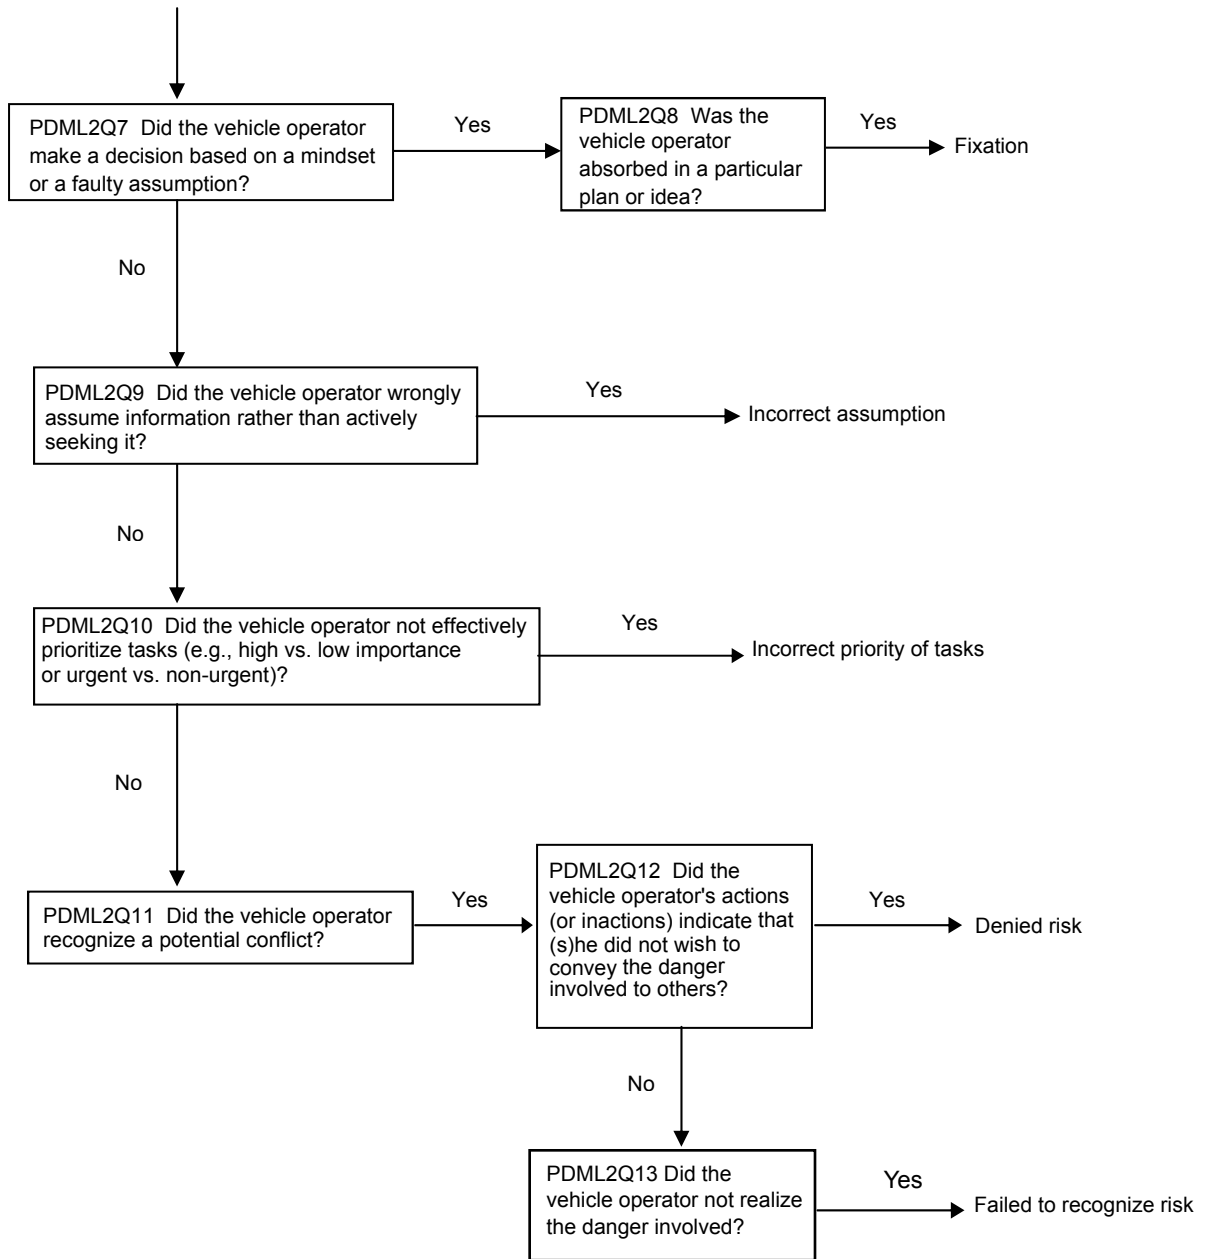 PDML2Q7  Did the vehicle operator
make a decision based on a mindset
or a faulty assumption?
Yes
PDML2Q8  Was the
vehicle operator
absorbed in a particular
plan or idea?
Yes
Fixation
No
PDML2Q9  Did the vehicle operator wrongly
assume information rather than actively
seeking it?
Yes
Incorrect assumption
No
PDML2Q10  Did the vehicle operator not effectively
prioritize tasks (e.g., high vs. low importance
or urgent vs. non-urgent)?
Yes
Incorrect priority of tasks
No
PDML2Q11  Did the vehicle operator
recognize a potential conflict?
Yes
PDML2Q12  Did the
vehicle operator's actions
(or inactions) indicate that
(s)he did not wish to
convey the danger
involved to others?
Yes
Denied risk
No
PDML2Q13 Did the
vehicle operator not realize
the danger involved?
Yes
Failed to recognize risk